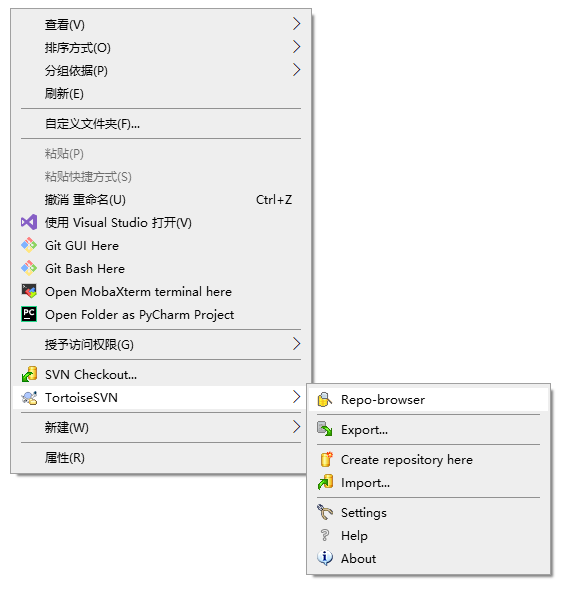 查看(V)
排序方式(O)
分组依据(P)
刷新(E)
自定义文件夹(F)...
粘贴(P)
粘贴快捷方式(S)
撤消 重命名(U) Ctrl+Z
使用 Visual Studio 打开(V)
Git GUI Here
Git Bash Here
Open MobaXterm terminal here
PC Open Folder as PyCharm Project
授予访问权限(G)
SVN Checkout...
TortoiseSVN
新建(W)
属性(R)
Repo-browser
Export...
Create repository here
Import...
Settings
Help
About